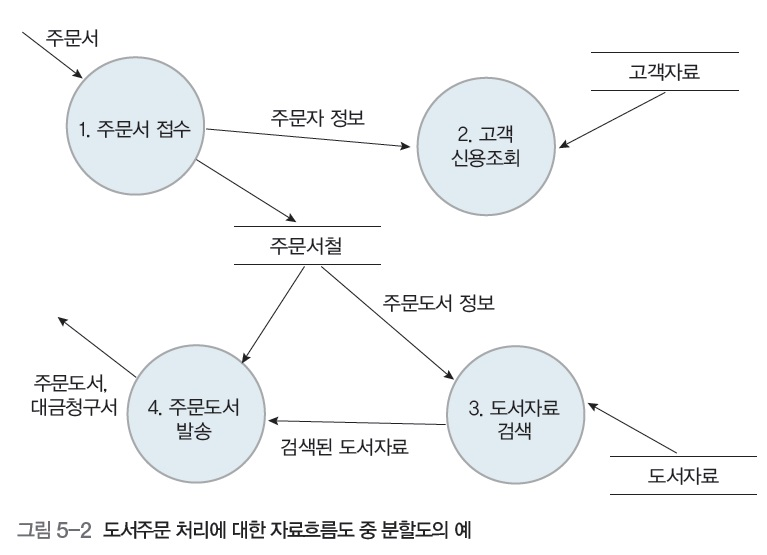 주문서
1. 주문서 접수
주문자 정보
2. 고객
신용조회
고객자료
주문서철
주문도서 정보
주문도서,
대금청구서
4. 주문도서
발송
검색된 도서자료
3. 도서자료
검색
도서자료
그림 5-2 도서주문 처리에 대한 자료흐름도 중 분할도의 예